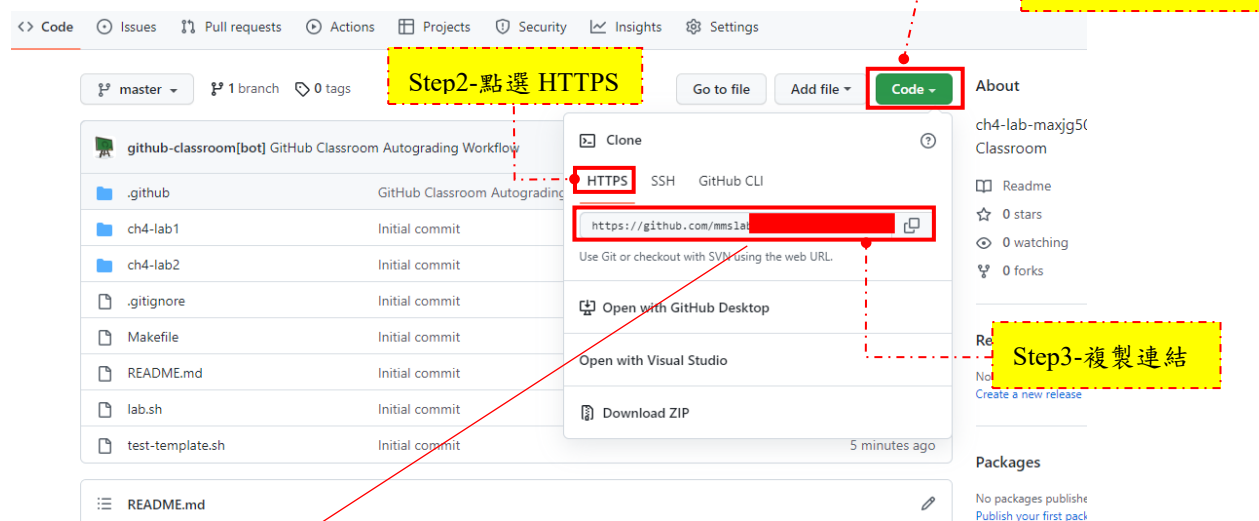 <> Code Issues Pull requests Actions Projects Security Insights Settings
Step2-點選 HTTPS
master 1 branch 0 tags Go to file Add file Code
About
ch4-lab-maxjg50
Classroom
github-classroom[bot] GitHub Classroom Autograding Workflow
Clone
HTTPS SSH GitHub CLI
https://github.com/mmslab
Use Git or checkout with SVN using the web URL.
Open with GitHub Desktop
Open with Visual Studio
Download ZIP
.github GitHub Classroom Autograding
ch4-lab1 Initial commit
ch4-lab2 Initial commit
.gitignore Initial commit
Makefile Initial commit
README.md Initial commit
lab.sh Initial commit
test-template.sh Initial commit 5 minutes ago
Readme
0 stars
0 watching
0 forks
Step3-複製連結
Re
No
Create a new release
Packages
No packages publishe
Publish your first pack
README.md